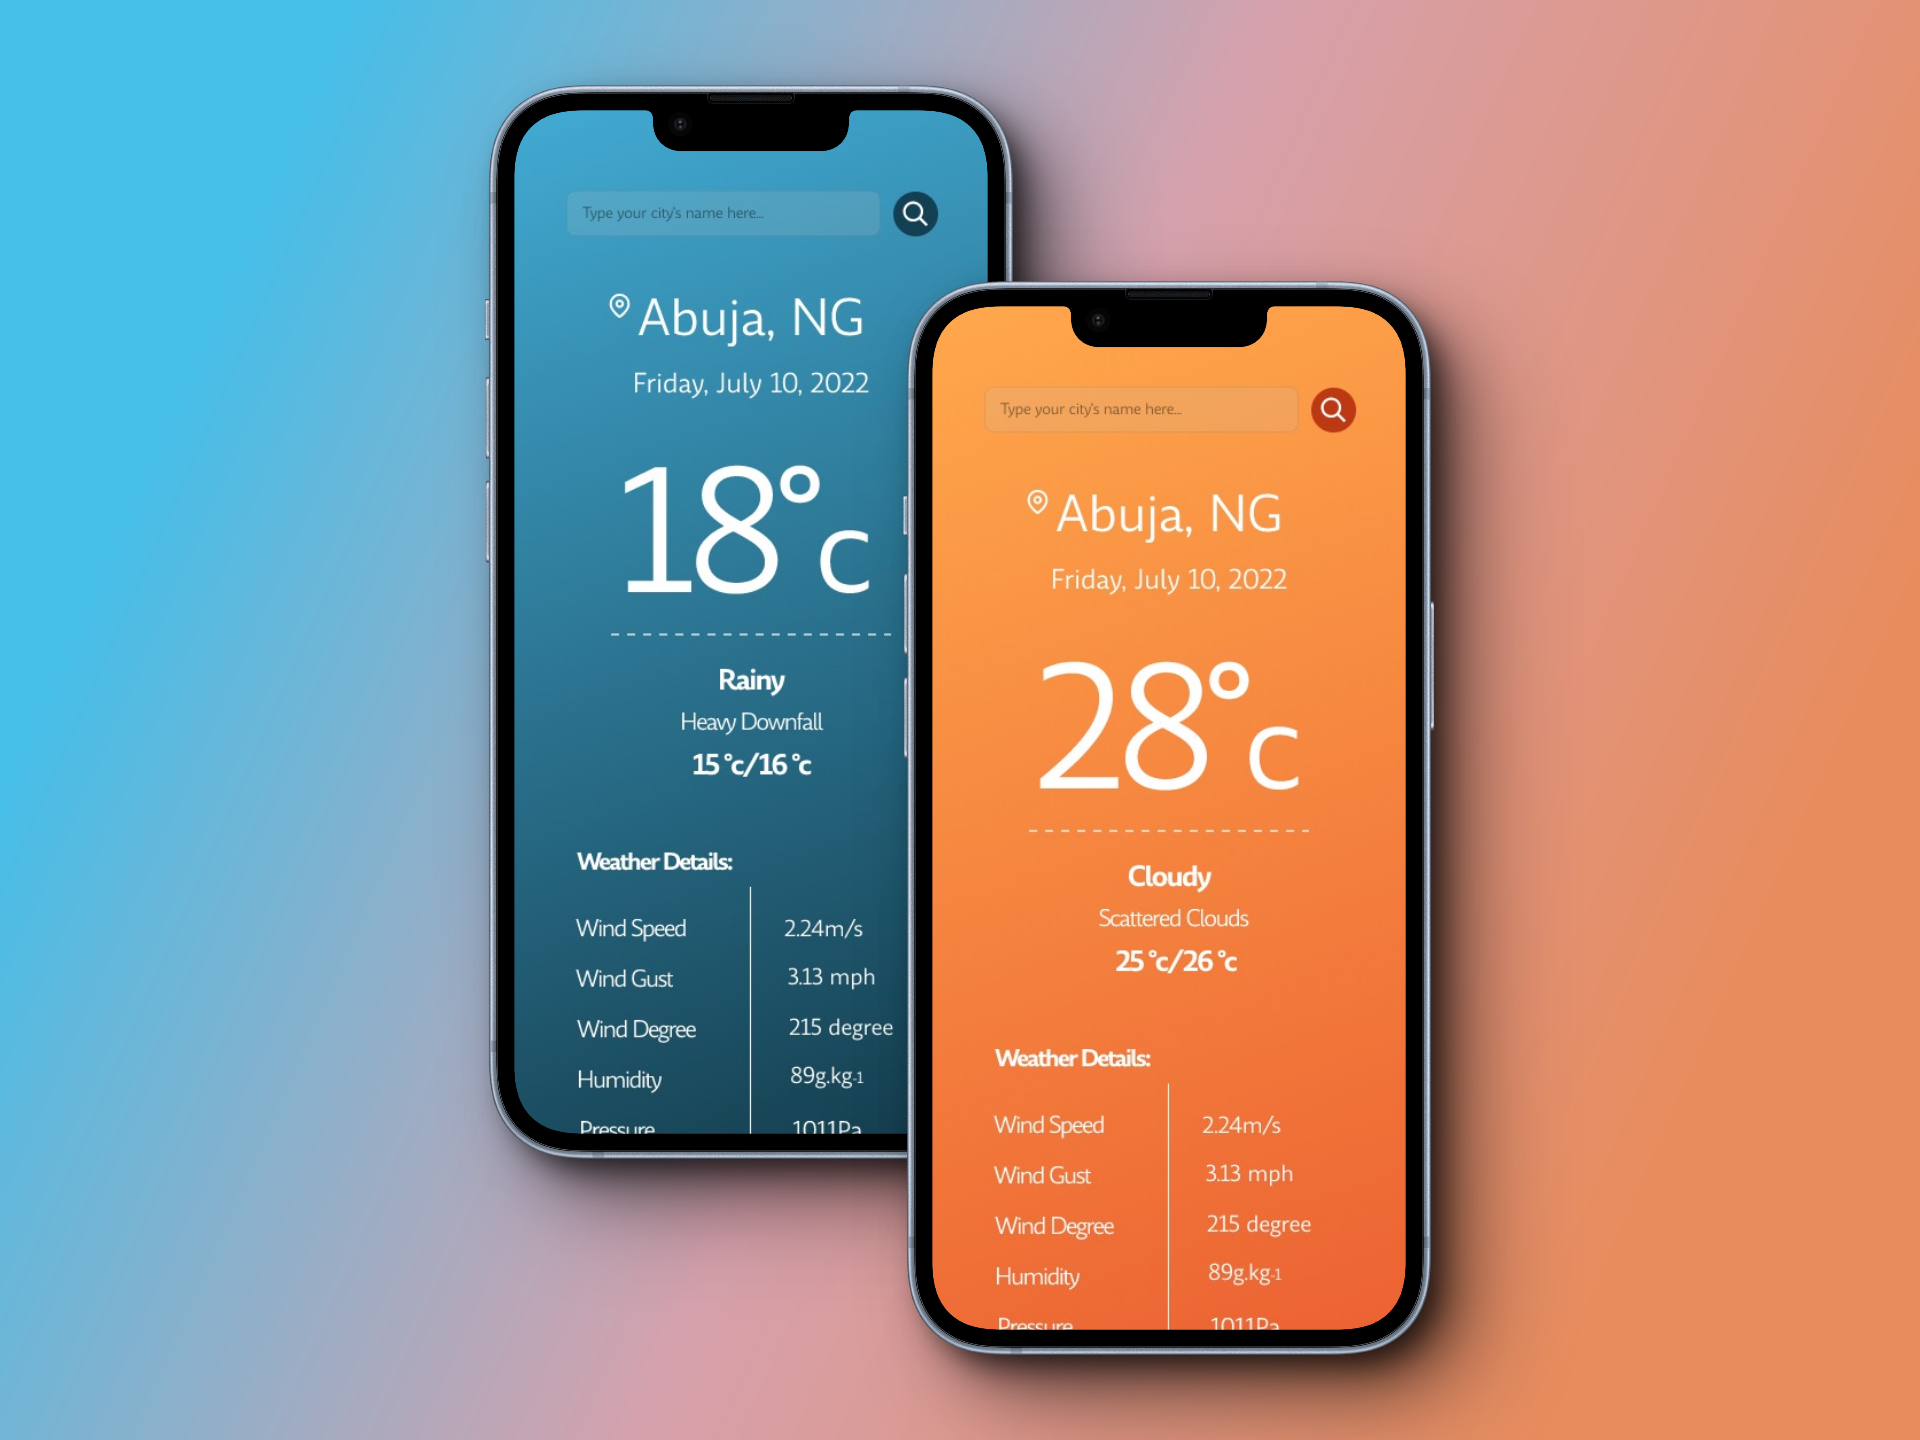 Type your city's name here...
Abuja, NG
Friday, July 10, 2022
18°c
Rainy
Heavy Downfall
15 °c/16 °c
Weather Details:
Wind Speed 2.24m/s
Wind Gust 3.13 mph
Wind Degree 215 degree
Humidity 89g.kg-1
Pressure 1011Pa
Type your city's name here...
Abuja, NG
Friday, July 10, 2022
28°c
Cloudy
Scattered Clouds
25 °c/26 °c
Weather Details:
Wind Speed 2.24m/s
Wind Gust 3.13 mph
Wind Degree 215 degree
Humidity 89g.kg-1
Pressure 1011Pa